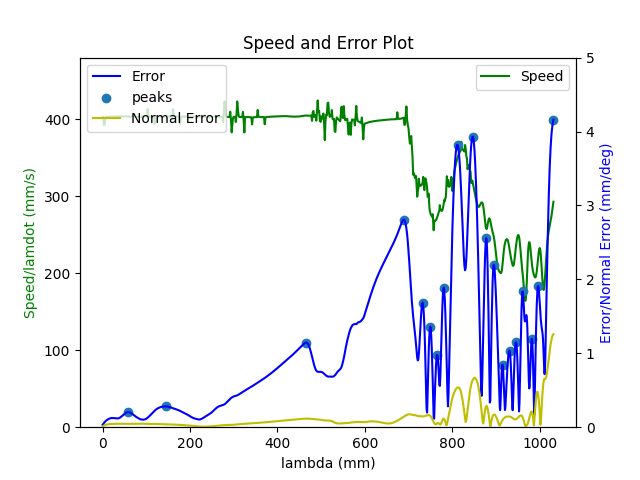 Speed and Error Plot
Error
peaks
Normal Error
Speed
Speed/lamdot (mm/s)
400
300
200
100
0
5
4
3
2
1
0
Error/Normal Error (mm/deg)
0 200 400 600 800 1000
lambda (mm)